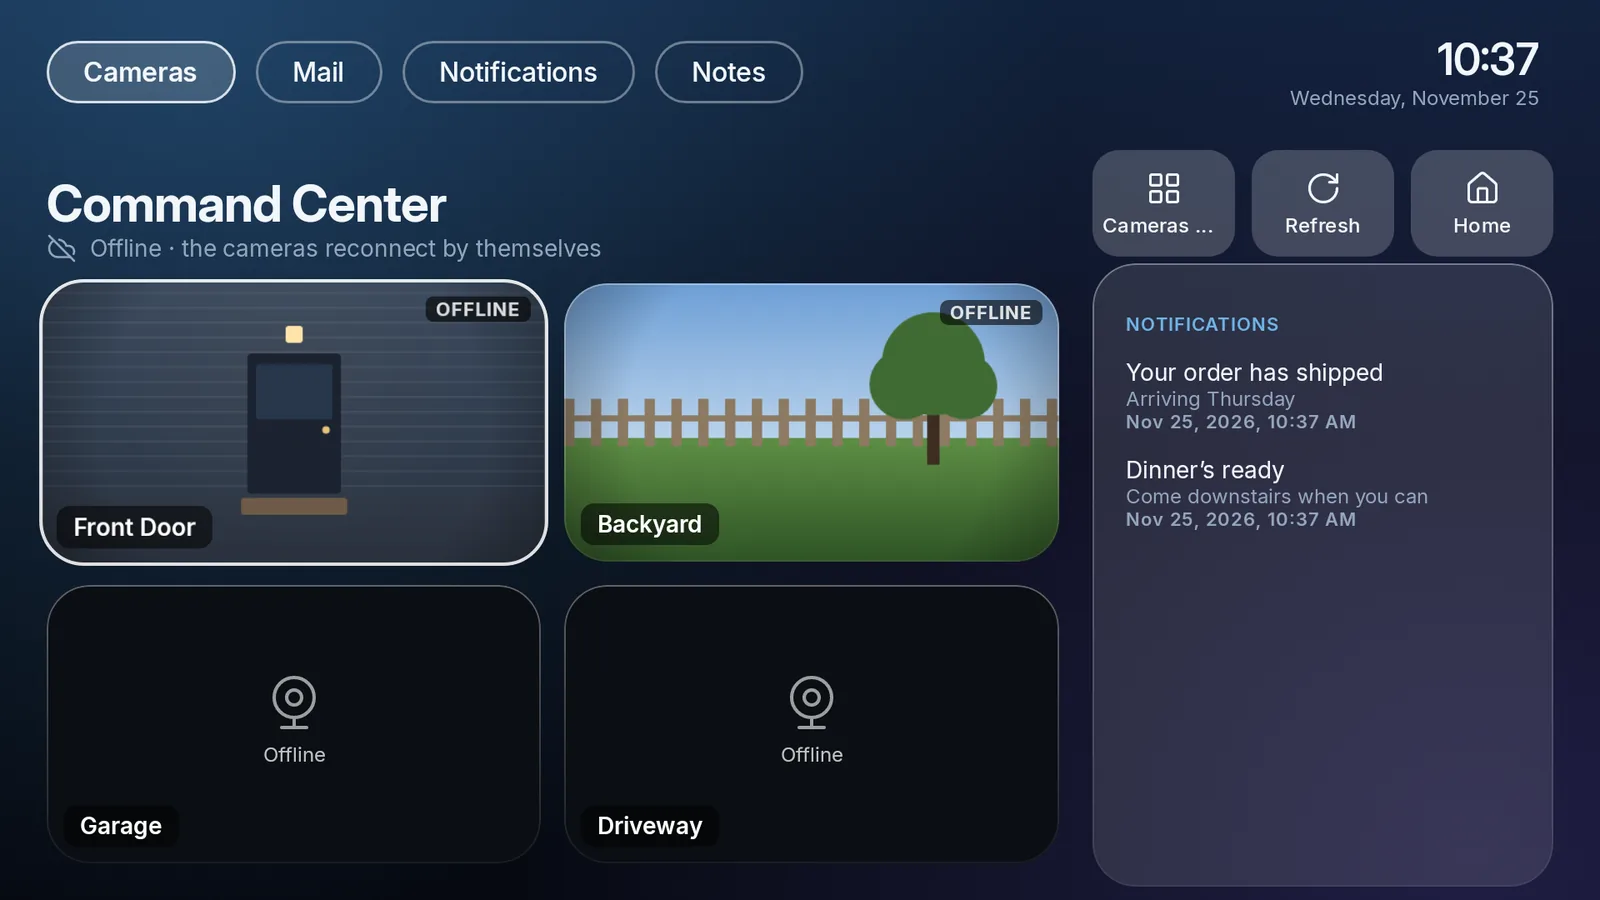 Cameras
Mail
Notifications
Notes
10:37
Wednesday, November 25
Command Center
Offline · the cameras reconnect by themselves
Cameras ...
Refresh
Home
OFFLINE
Front Door
OFFLINE
Backyard
Offline
Garage
Offline
Driveway
NOTIFICATIONS
Your order has shipped
Arriving Thursday
Nov 25, 2026, 10:37 AM
Dinner’s ready
Come downstairs when you can
Nov 25, 2026, 10:37 AM